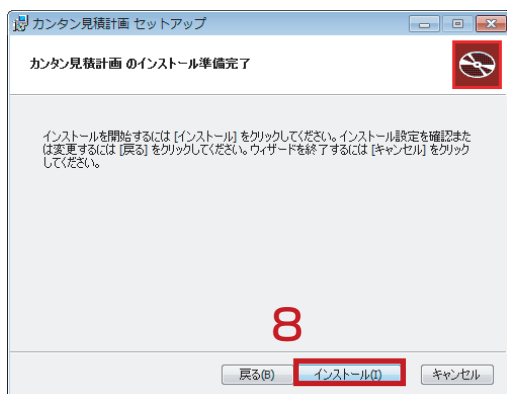 カンタン見積計画 セットアップ
カンタン見積計画 のインストール準備完了
インストールを開始するには [インストール] をクリックしてください。インストール設定を確認また
は変更するには [戻る] をクリックしてください。ウィザードを終了するには [キャンセル] をクリック
してください。
8
戻る(B) インストール(I) キャンセル